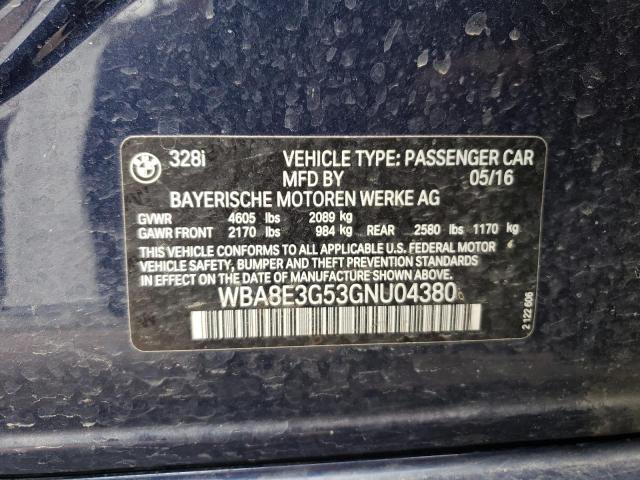 328i VEHICLE TYPE: PASSENGER CAR
MFD BY 05/16
BAYERISCHE MOTOREN WERKE AG
GVWR 4605 lbs 2089 kg
GAWR FRONT 2170 lbs 984 kg REAR 2580 lbs 1170 kg
THIS VEHICLE CONFORMS TO ALL APPLICABLE U.S. FEDERAL MOTOR
VEHICLE SAFETY, BUMPER AND THEFT PREVENTION STANDARDS
IN EFFECT ON THE DATE OF MANUFACTURE SHOWN ABOVE.
WBA8E3G53GNU04380
2 122 606